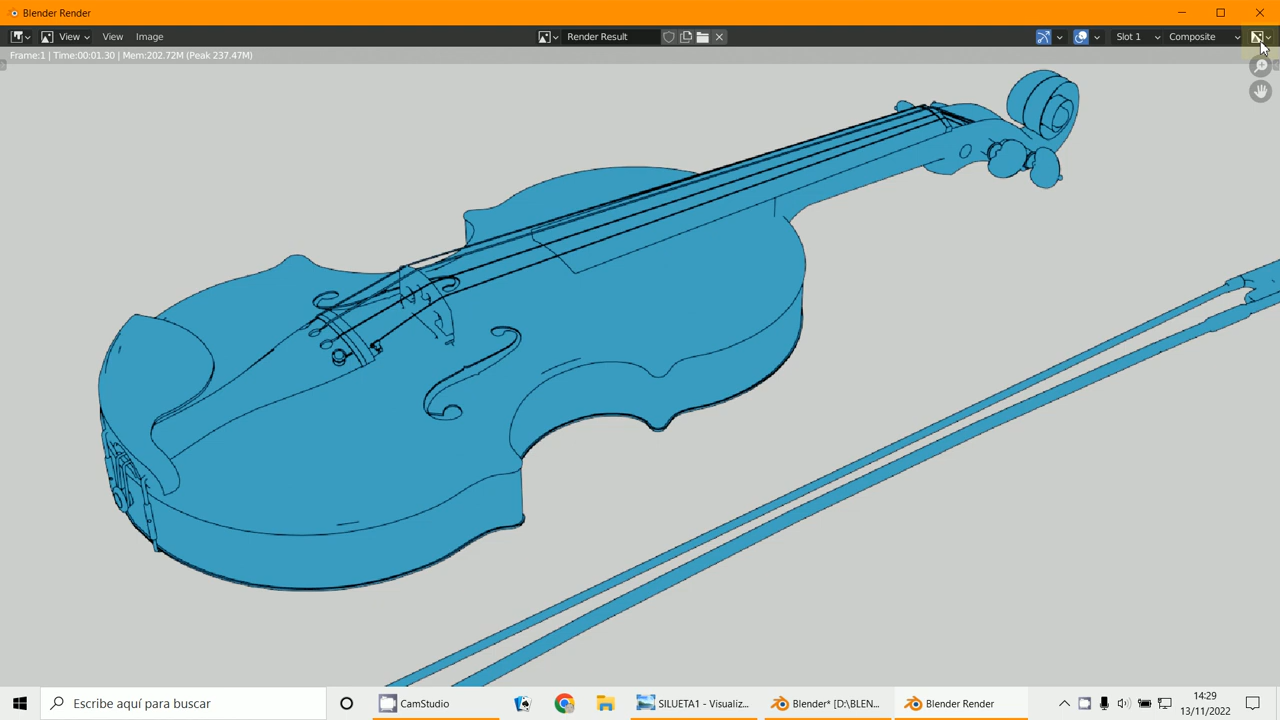 Blender Render
View View Image Render Result Slot 1 Composite
Frame:1 | Time:00:01.30 | Mem:202.72M (Peak 237.47M)
Escribe aquí para buscar
CamStudio
SILUETA1 - Visualiz...
Blender* [D:\BLEN...
Blender Render
14:29
13/11/2022